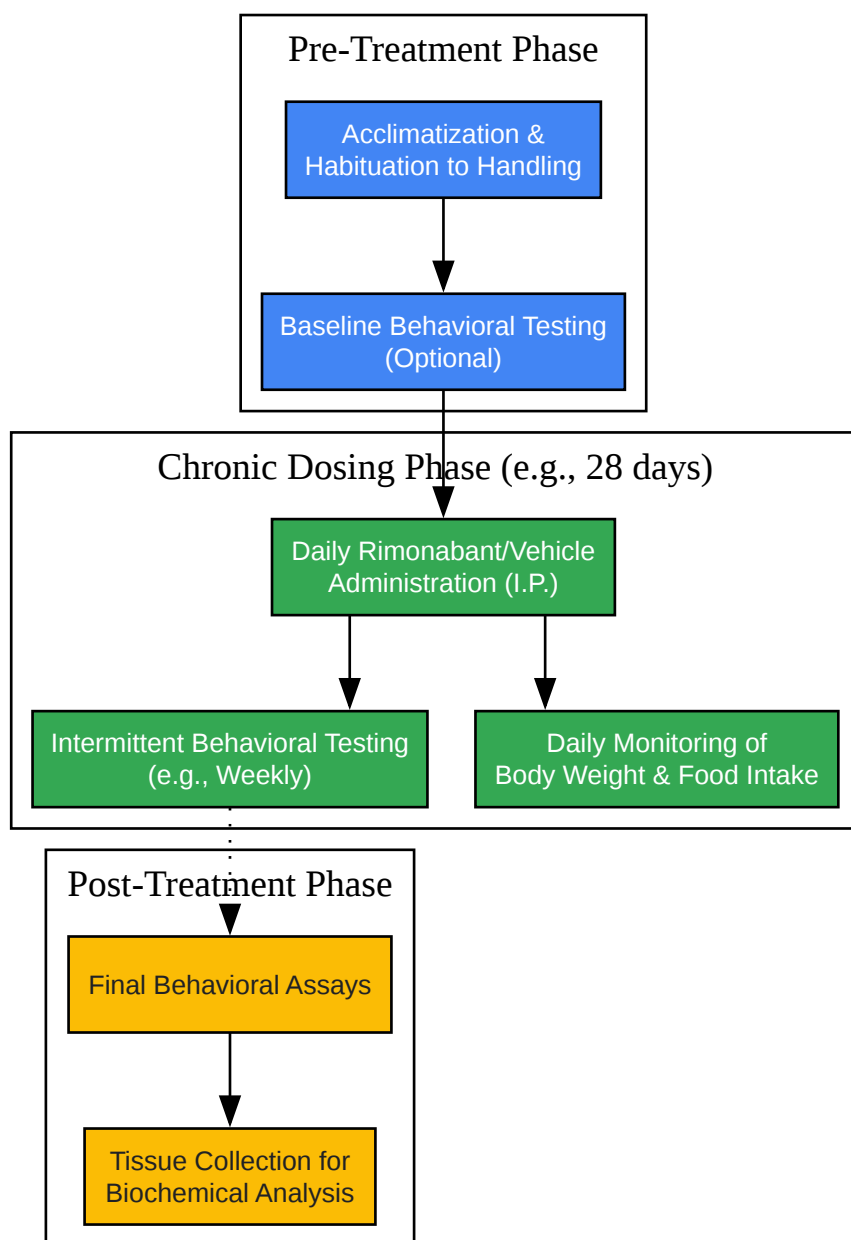 Pre-Treatment Phase
Acclimatization &
Habituation to Handling
Baseline Behavioral Testing
(Optional)
Chronic Dosing Phase (e.g., 28 days)
Daily Rimonabant/Vehicle
Administration (I.P.)
Intermittent Behavioral Testing
(e.g., Weekly)
Daily Monitoring of
Body Weight & Food Intake
Post-Treatment Phase
Final Behavioral Assays
Tissue Collection for
Biochemical Analysis